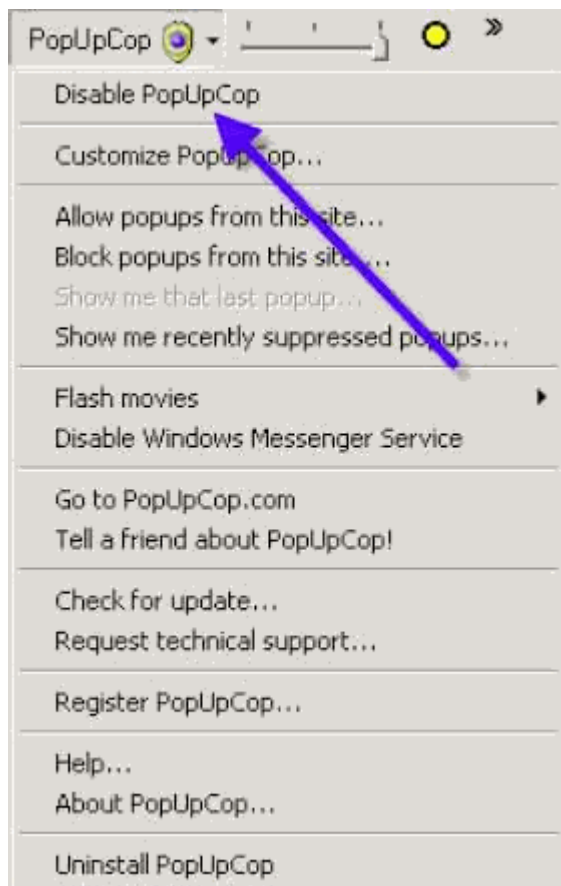 PopUpCop
Disable PopUpCop
Customize PopUpCop...
Allow popups from this site...
Block popups from this site...
Show me that last popup...
Show me recently suppressed popups...
Flash movies
Disable Windows Messenger Service
Go to PopUpCop.com
Tell a friend about PopUpCop!
Check for update...
Request technical support...
Register PopUpCop...
Help...
About PopUpCop...
Uninstall PopUpCop